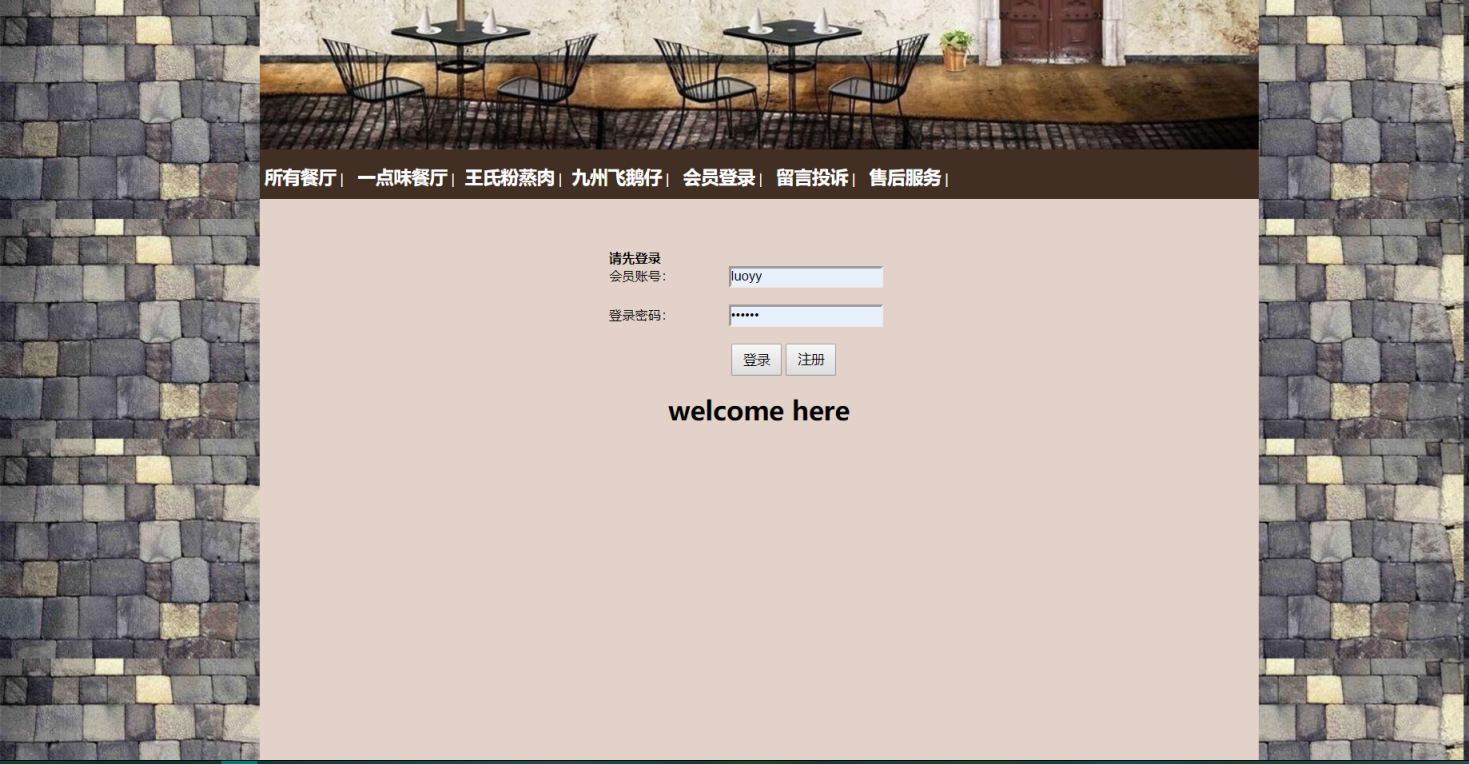 所有餐厅 | 一点味餐厅 | 王氏粉蒸肉 | 九州飞鹅仔 | 会员登录 | 留言投诉 | 售后服务 |
请先登录
会员账号： luoyy
登录密码： ••••••
登录 注册
welcome here